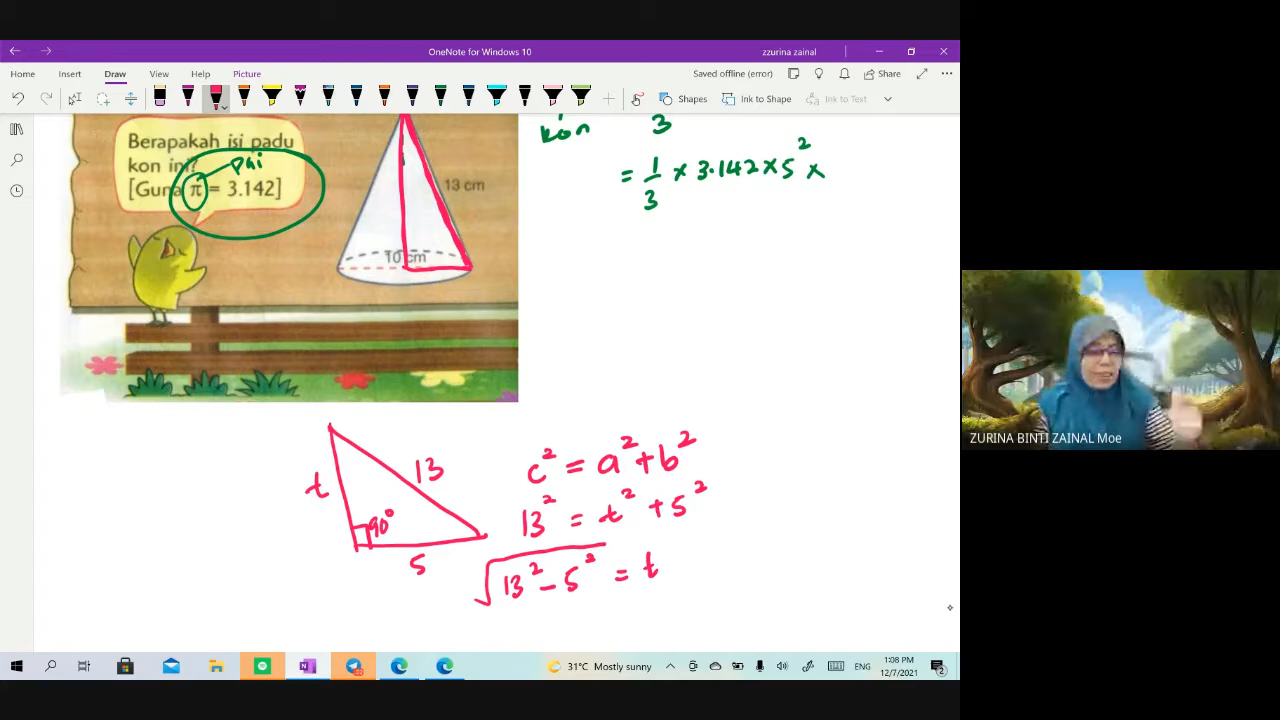 OneNote for Windows 10
zzurina zainal
Home
Insert
Draw
View
Help
Picture
Saved offline (error)
Share
Shapes
Ink to Shape
Ink to Text
Berapakah isi padu
kon ini?
pai
[Guna π = 3.142]
13 cm
10 cm
kon
3
= 1/3 × 3.142 × 5² ×
t
13
90°
5
c² = a² + b²
13² = t² + 5²
√13² − 5² = t
ZURINA BINTI ZAINAL Moe
31°C Mostly sunny
ENG
1:08 PM
12/7/2021
2